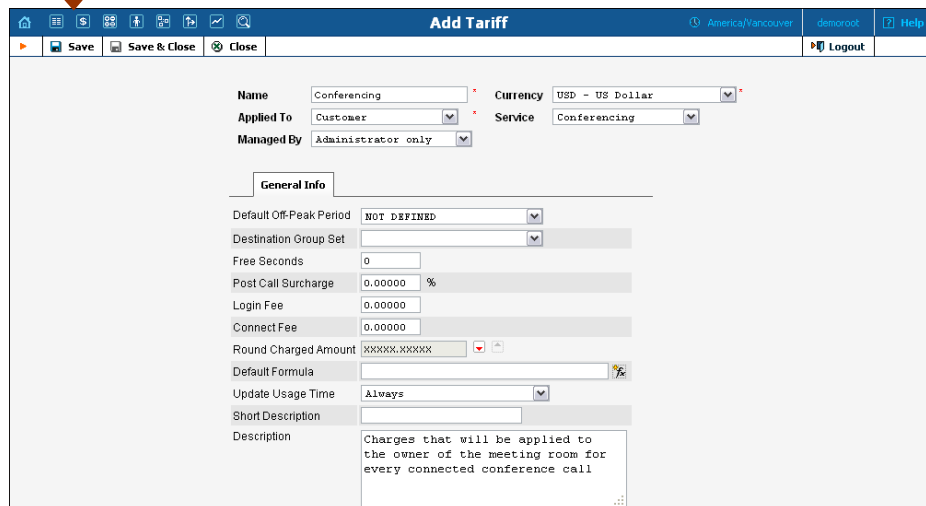 Add Tariff
America/Vancouver
demoroot
? Help
Save
Save & Close
Close
Logout
Name Conferencing * Currency USD - US Dollar *
Applied To Customer * Service Conferencing
Managed By Administrator only
General Info
Default Off-Peak Period NOT DEFINED
Destination Group Set
Free Seconds 0
Post Call Surcharge 0.00000 %
Login Fee 0.00000
Connect Fee 0.00000
Round Charged Amount XXXXX.XXXXX
Default Formula fx
Update Usage Time Always
Short Description
Description Charges that will be applied to
the owner of the meeting room for
every connected conference call